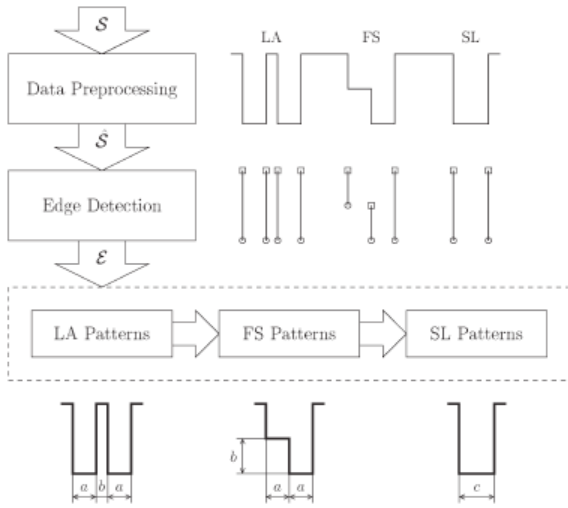 S
LA FS SL
Data Preprocessing
Ŝ
Edge Detection
E
LA Patterns FS Patterns SL Patterns
b
a b a a a c